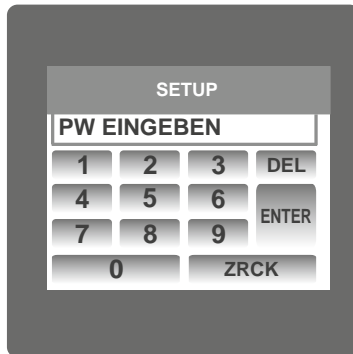 SETUP
PW EINGEBEN
1 2 3 DEL
4 5 6 ENTER
7 8 9
0 ZRCK